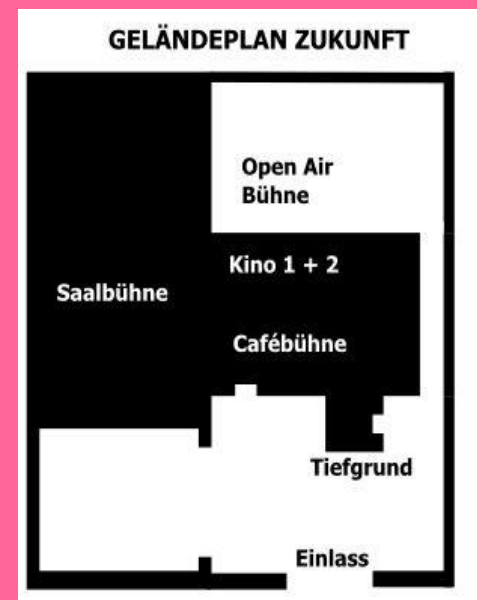 GELÄNDEPLAN ZUKUNFT
Open Air
Bühne
Kino 1 + 2
Saalbühne
Cafébühne
Tiefgrund
Einlass